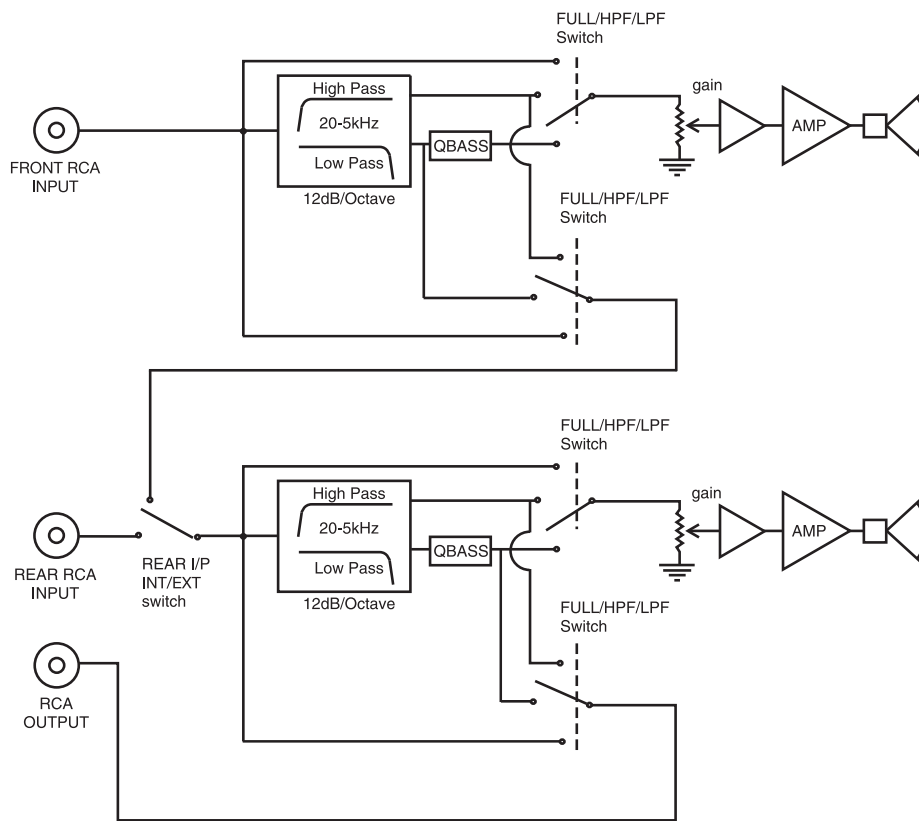 FULL/HPF/LPF
Switch
High Pass
20-5kHz
Low Pass
12dB/Octave
QBASS
gain
AMP
FRONT RCA
INPUT
FULL/HPF/LPF
Switch
FULL/HPF/LPF
Switch
High Pass
20-5kHz
Low Pass
12dB/Octave
QBASS
gain
AMP
REAR RCA
INPUT
REAR I/P
INT/EXT
switch
FULL/HPF/LPF
Switch
RCA
OUTPUT